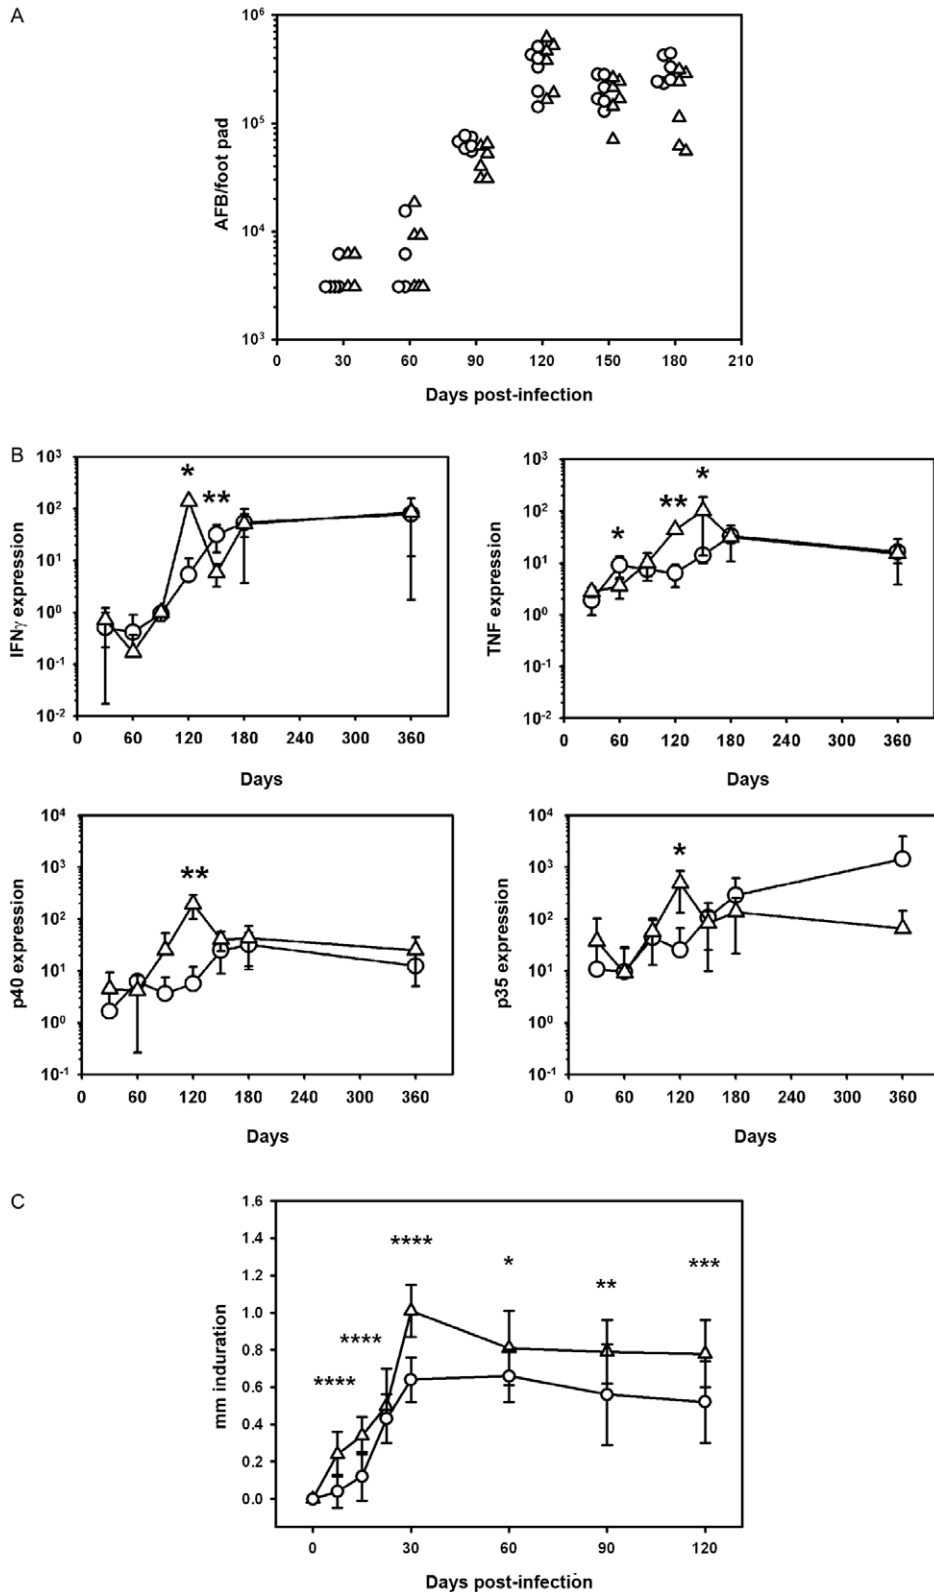 A
10⁶
10⁵
10⁴
10³
AFB/foot pad
0 30 60 90 120 150 180 210
Days post-infection
B
10³
10²
10¹
10⁰
10⁻¹
10⁻²
IFNγ expression
* **
0 60 120 180 240 300 360
Days
10³
10²
10¹
10⁰
10⁻¹
10⁻²
TNF expression
* ** *
0 60 120 180 240 300 360
Days
10⁴
10³
10²
10¹
10⁰
10⁻¹
p40 expression
**
0 60 120 180 240 300 360
Days
10⁴
10³
10²
10¹
10⁰
10⁻¹
p35 expression
*
0 60 120 180 240 300 360
Days
C
1.6
1.4
1.2
1.0
0.8
0.6
0.4
0.2
0.0
mm induration
**** **** **** * ** ***
0 30 60 90 120
Days post-infection